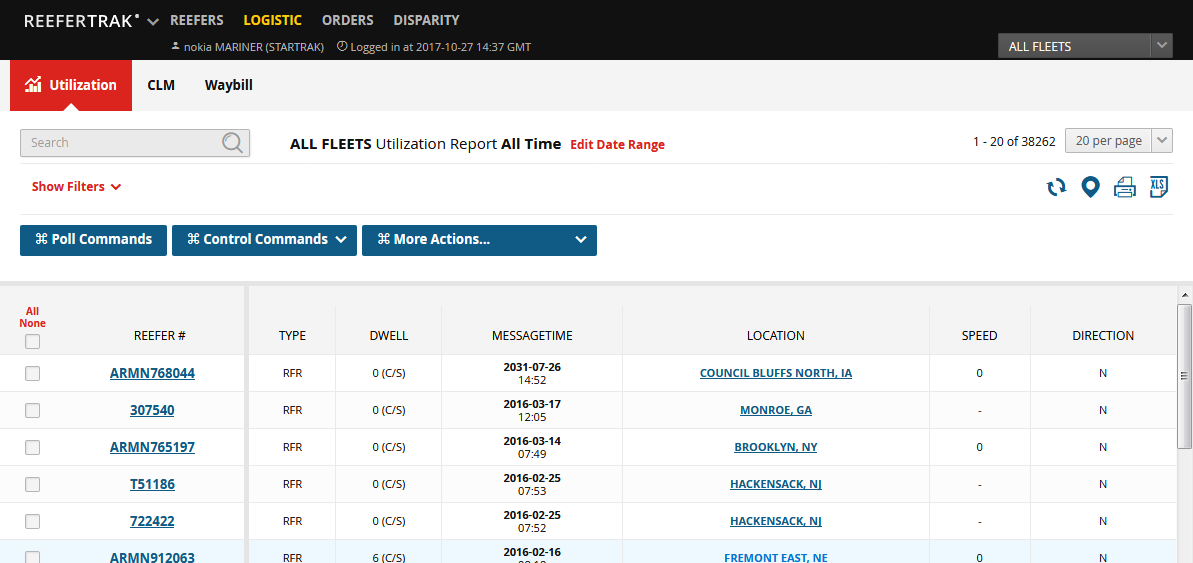 REEFERTRAK REEFERS LOGISTIC ORDERS DISPARITY
nokia MARINER (STARTRAK) Logged in at 2017-10-27 14:37 GMT
ALL FLEETS
Utilization CLM Waybill
Search ALL FLEETS Utilization Report All Time Edit Date Range 1 - 20 of 38262 20 per page
Show Filters XLS
⌘ Poll Commands ⌘ Control Commands ⌘ More Actions...
All
None
REEFER # TYPE DWELL MESSAGETIME LOCATION SPEED DIRECTION
ARMN768044 RFR 0 (C/S) 2031-07-26 14:52 COUNCIL BLUFFS NORTH, IA 0 N
307540 RFR 0 (C/S) 2016-03-17 12:05 MONROE, GA - N
ARMN765197 RFR 0 (C/S) 2016-03-14 07:49 BROOKLYN, NY 0 N
T51186 RFR 0 (C/S) 2016-02-25 07:53 HACKENSACK, NJ - N
722422 RFR 0 (C/S) 2016-02-25 07:52 HACKENSACK, NJ - N
ARMN912063 RFR 6 (C/S) 2016-02-16 FREMONT EAST, NE 0 N